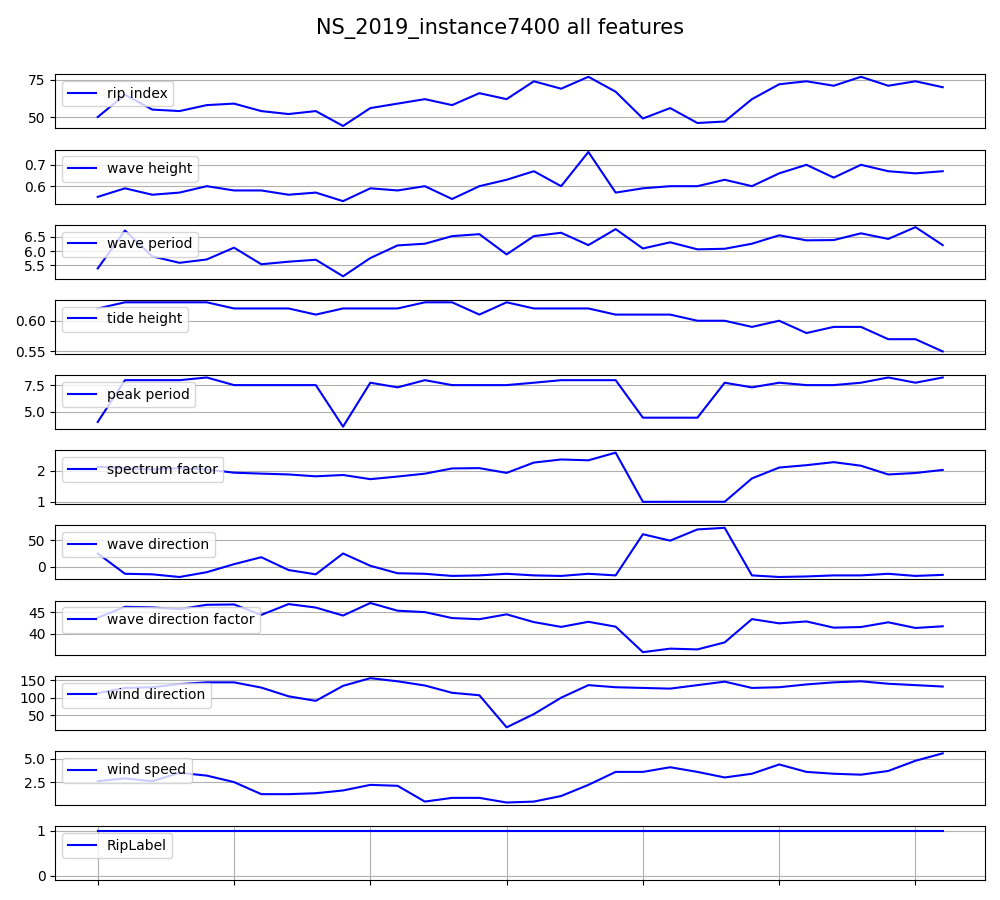 NS_2019_instance7400 all features
75
50
rip index
0.7
0.6
wave height
6.5
6.0
5.5
wave period
0.60
0.55
tide height
7.5
5.0
peak period
2
1
spectrum factor
50
0
wave direction
45
40
wave direction factor
150
100
50
wind direction
5.0
2.5
wind speed
1
0
RipLabel